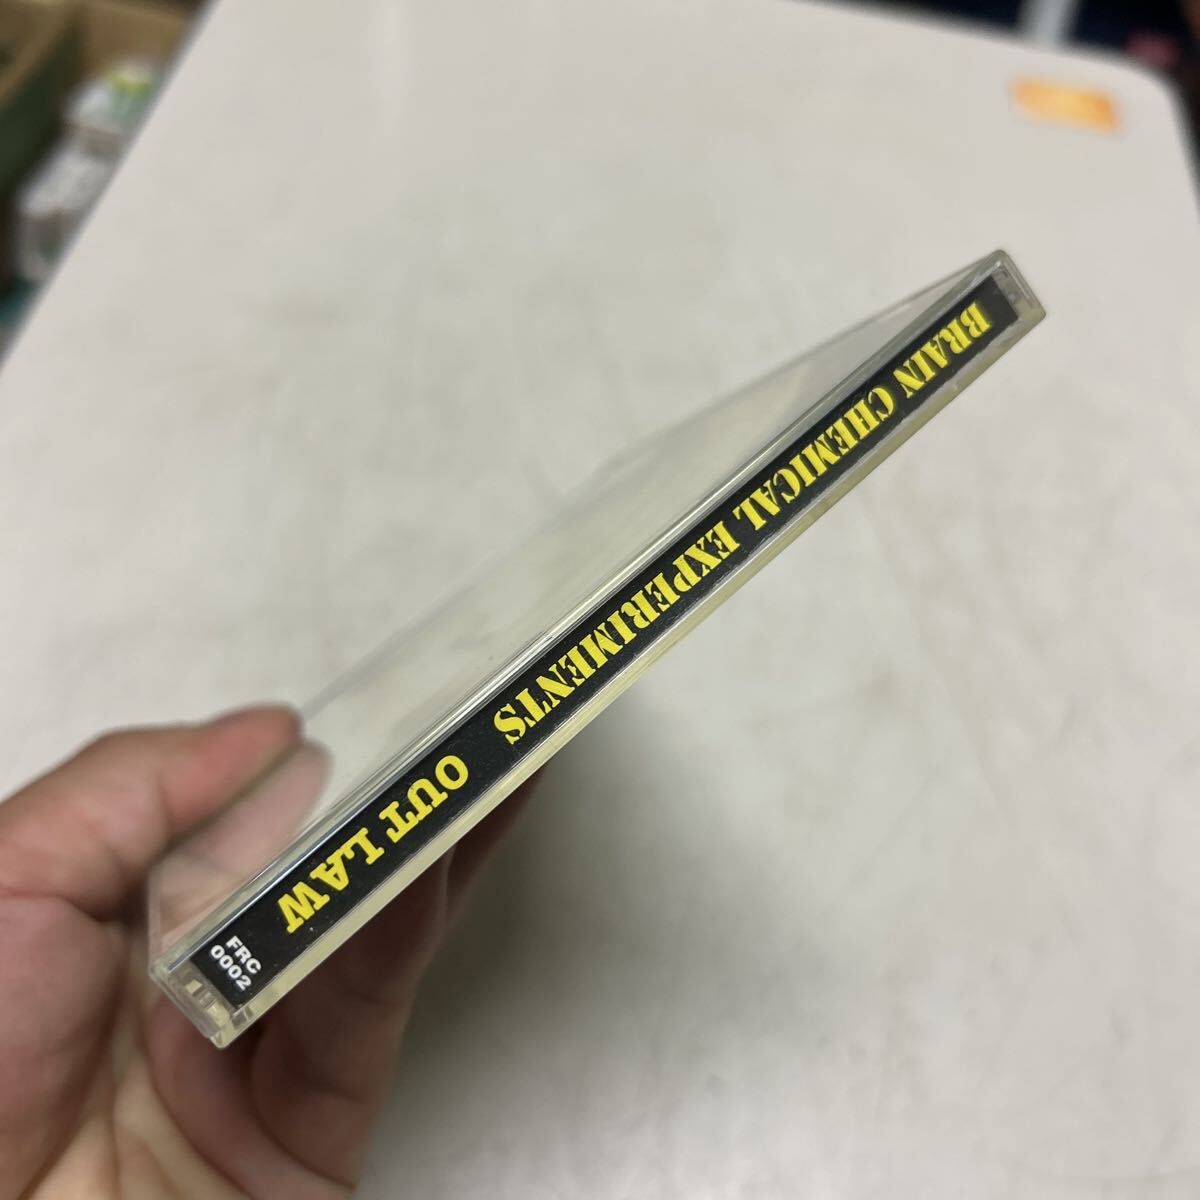 BRAIN CHEMICAL EXPERIMENTS OUT LAW
FRC
0002